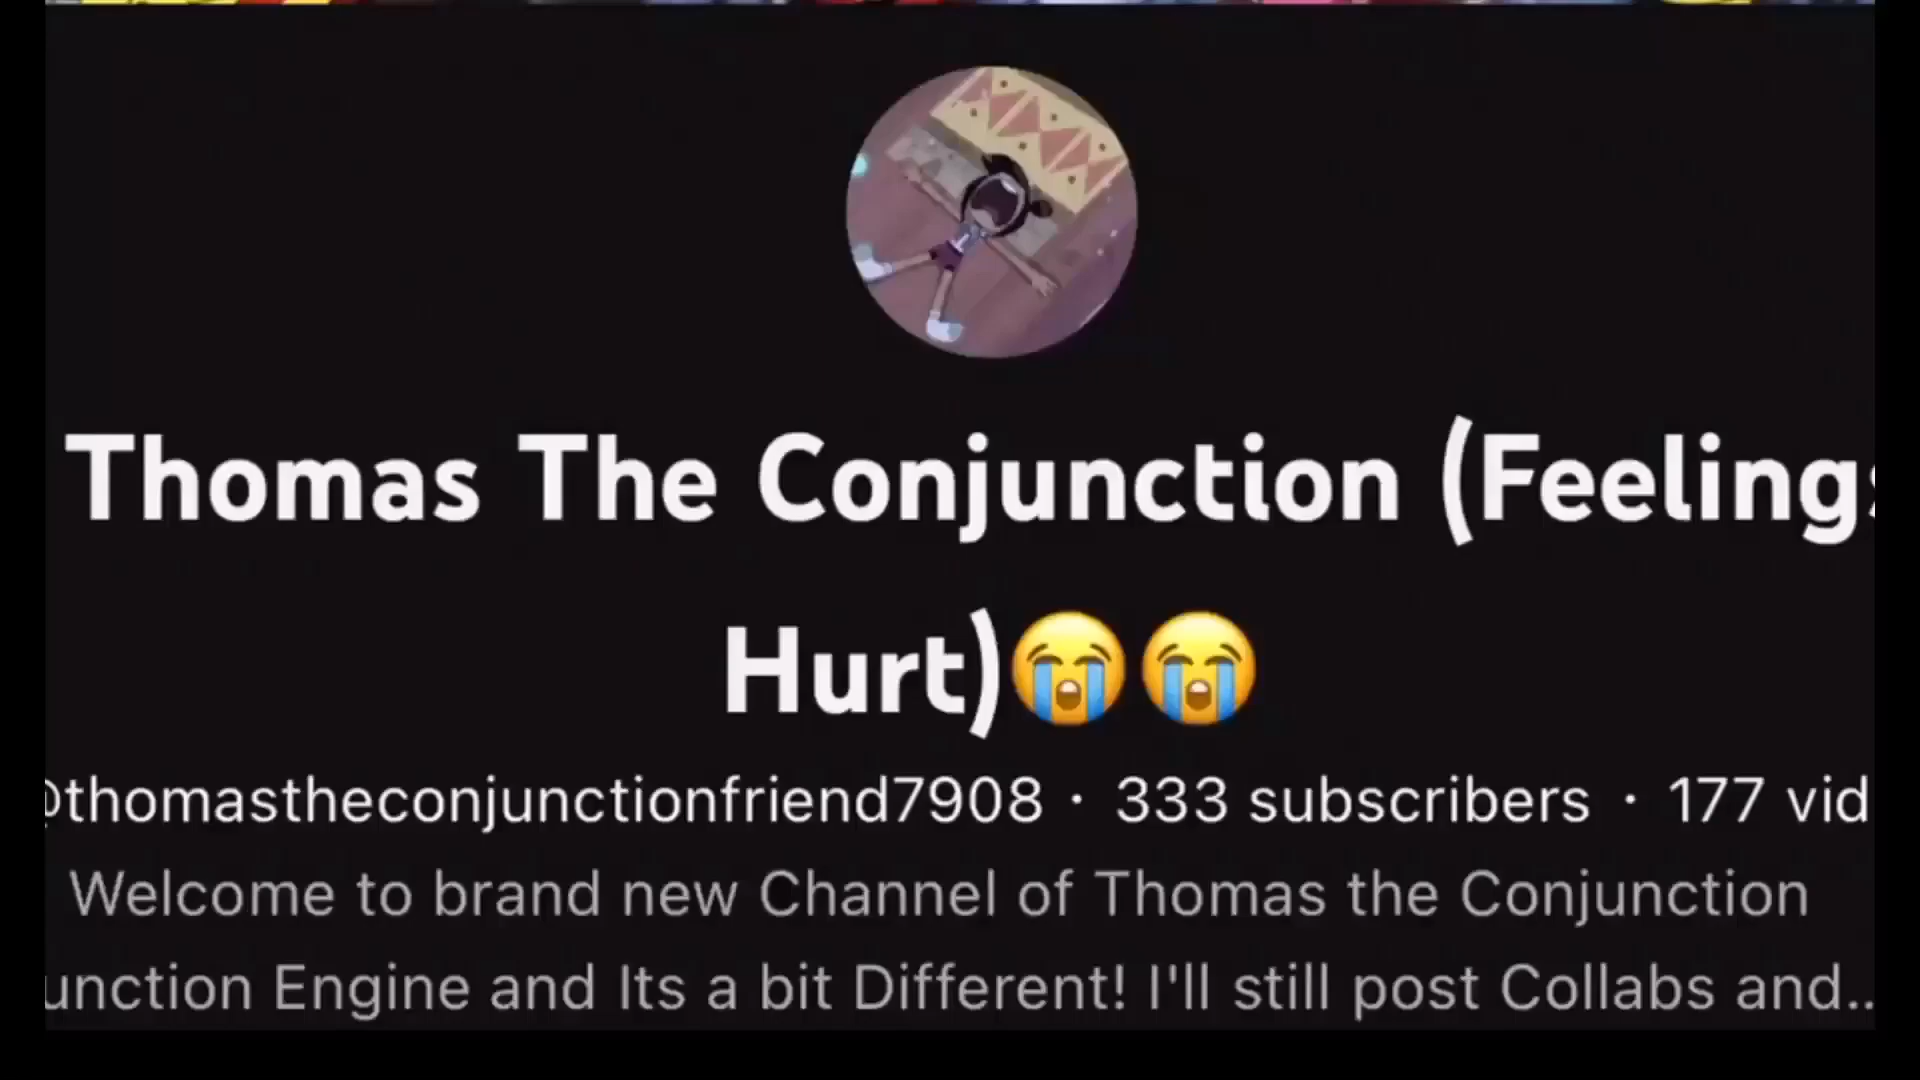 Thomas The Conjunction (Feelings
Hurt)😭😭
@thomastheconjunctionfriend7908 · 333 subscribers · 177 vid
Welcome to brand new Channel of Thomas the Conjunction
unction Engine and Its a bit Different! I'll still post Collabs and...